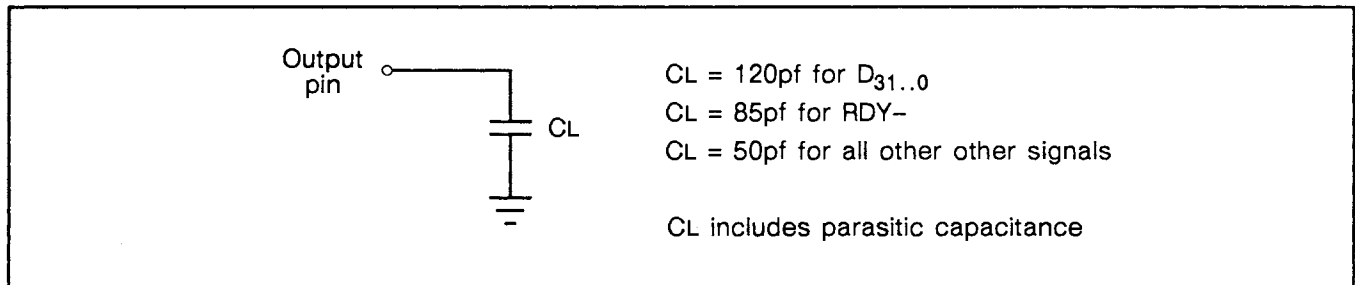 Output
pin
CL
CL = 120pf for D31..0
CL = 85pf for RDY–
CL = 50pf for all other other signals
CL includes parasitic capacitance